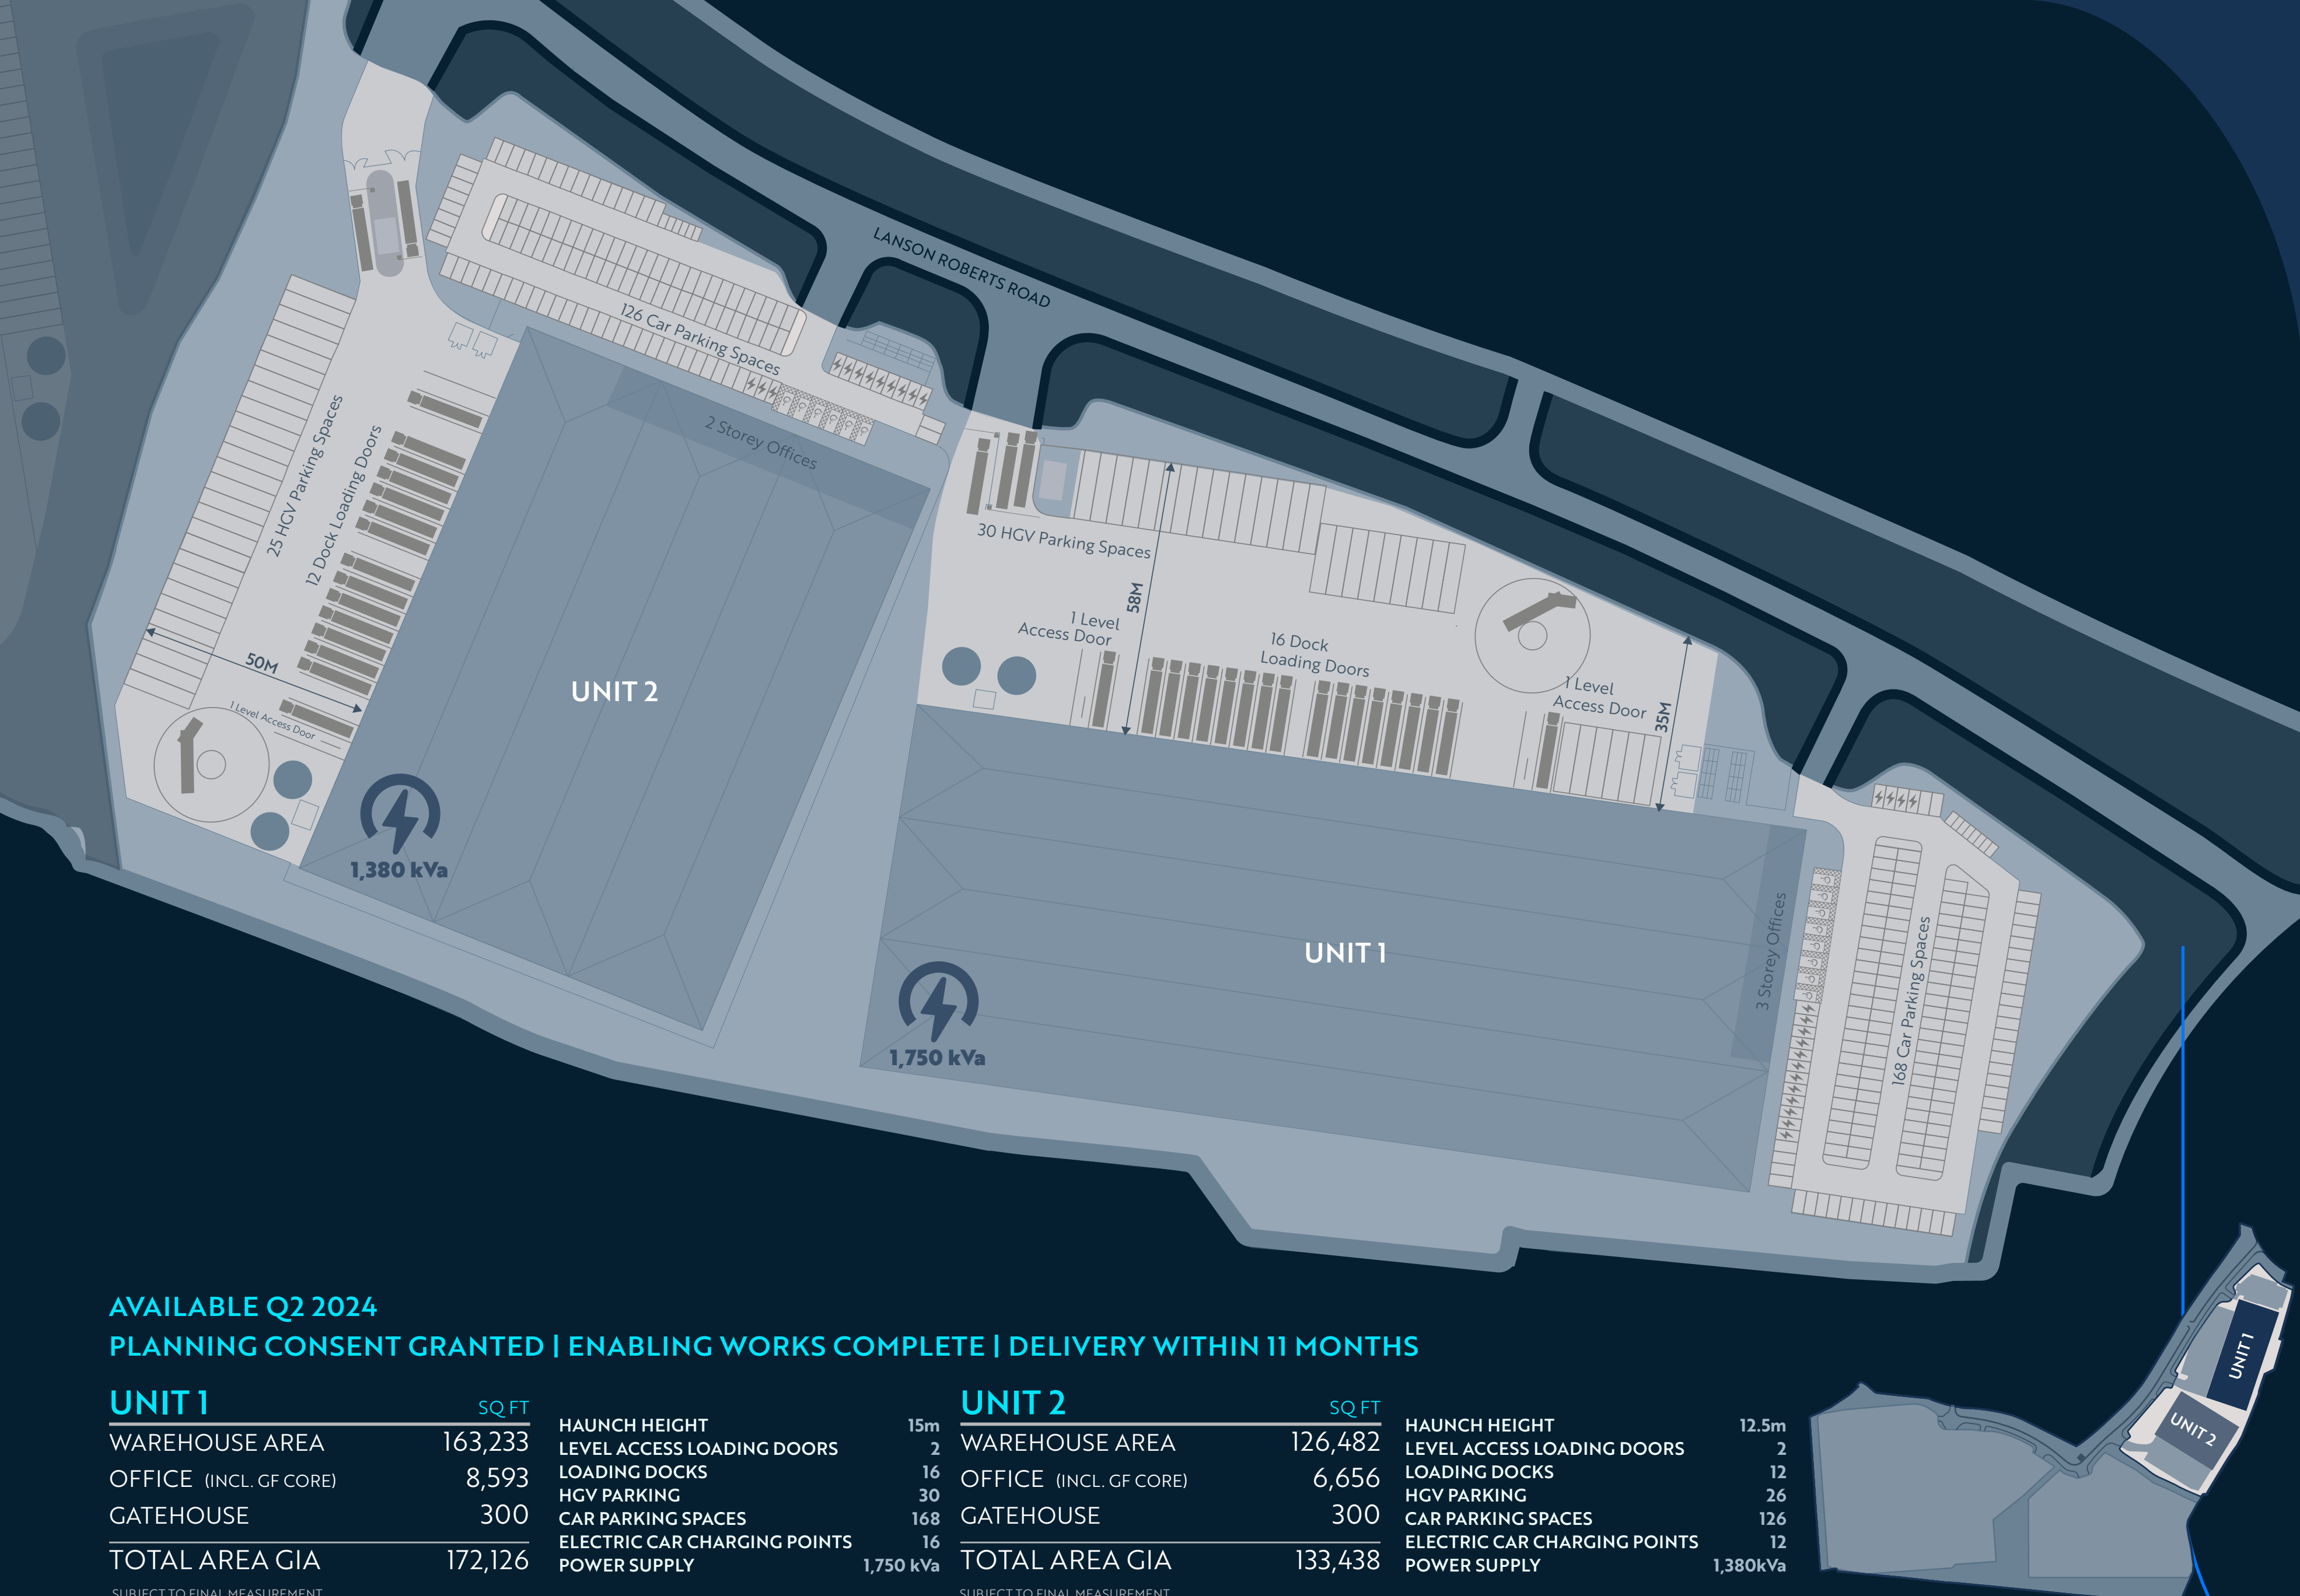 LANSON ROBERTS ROAD
126 Car Parking Spaces
2 Storey Offices
25 HGV Parking Spaces
12 Dock Loading Doors
50M
1 Level Access Door
UNIT 2
1,380 kVa
30 HGV Parking Spaces
58M
1 Level
Access Door
16 Dock
Loading Doors
1 Level
Access Door
35M
UNIT 1
3 Storey Offices
168 Car Parking Spaces
1,750 kVa
AVAILABLE Q2 2024
PLANNING CONSENT GRANTED | ENABLING WORKS COMPLETE | DELIVERY WITHIN 11 MONTHS
UNIT 1 SQ FT
WAREHOUSE AREA 163,233
OFFICE (INCL. GF CORE) 8,593
GATEHOUSE 300
TOTAL AREA GIA 172,126
SUBJECT TO FINAL MEASUREMENT
HAUNCH HEIGHT 15m
LEVEL ACCESS LOADING DOORS 2
LOADING DOCKS 16
HGV PARKING 30
CAR PARKING SPACES 168
ELECTRIC CAR CHARGING POINTS 16
POWER SUPPLY 1,750 kVa
UNIT 2 SQ FT
WAREHOUSE AREA 126,482
OFFICE (INCL. GF CORE) 6,656
GATEHOUSE 300
TOTAL AREA GIA 133,438
SUBJECT TO FINAL MEASUREMENT
HAUNCH HEIGHT 12.5m
LEVEL ACCESS LOADING DOORS 2
LOADING DOCKS 12
HGV PARKING 26
CAR PARKING SPACES 126
ELECTRIC CAR CHARGING POINTS 12
POWER SUPPLY 1,380kVa
UNIT 1
UNIT 2